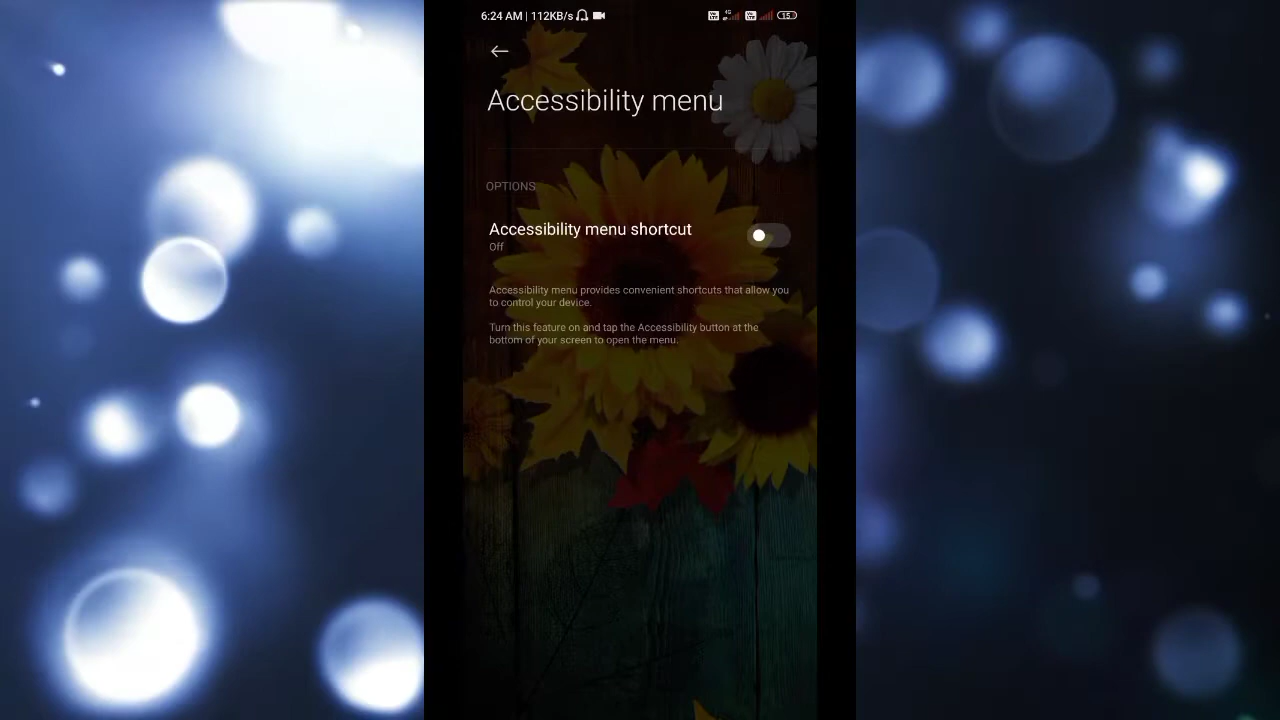 6:24 AM | 112KB/s
4G
15
Accessibility menu
OPTIONS
Accessibility menu shortcut
Off
Accessibility menu provides convenient shortcuts that allow you
to control your device.
Turn this feature on and tap the Accessibility button at the
bottom of your screen to open the menu.